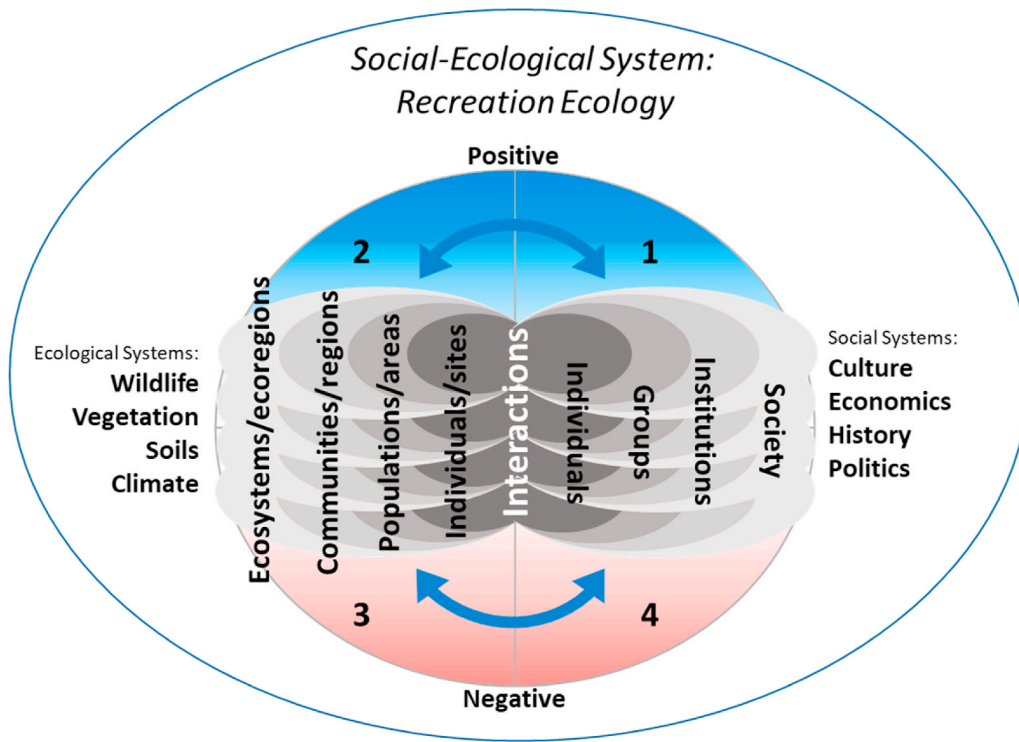 Social-Ecological System:
Recreation Ecology
Positive
2
1
Ecological Systems:
Wildlife
Vegetation
Soils
Climate
Ecosystems/ecoregions
Communities/regions
Populations/areas
Individuals/sites
Interactions
Individuals
Groups
Institutions
Society
Social Systems:
Culture
Economics
History
Politics
3
4
Negative